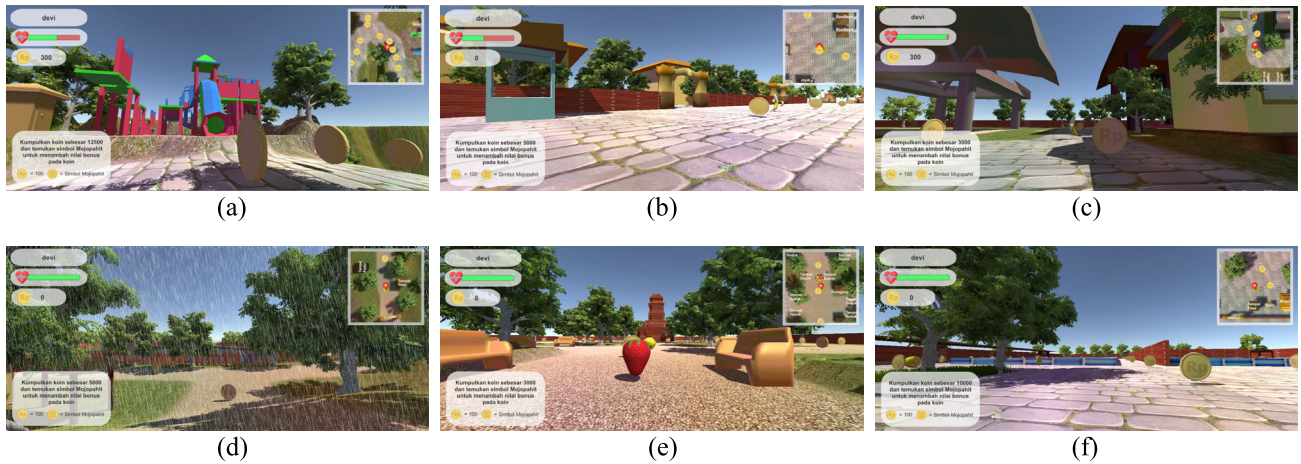 devi
Rp 300
Kumpulkan koin sebesar 12500
dan temukan simbol Mojopahit
untuk menambah nilai bonus
pada koin
Rp = 100 = Simbol Mojopahit
(a)
devi
Rp 0
Kumpulkan koin sebesar 5000
dan temukan simbol Mojopahit
untuk menambah nilai bonus
pada koin
Rp = 100 = Simbol Mojopahit
(b)
devi
Rp 300
Rp
Kumpulkan koin sebesar 3000
dan temukan simbol Mojopahit
untuk menambah nilai bonus
pada koin
Rp = 100 = Simbol Mojopahit
(c)
devi
Rp 0
Kumpulkan koin sebesar 5000
dan temukan simbol Mojopahit
untuk menambah nilai bonus
pada koin
Rp = 100 = Simbol Mojopahit
(d)
devi
Rp 0
Kumpulkan koin sebesar 3000
dan temukan simbol Mojopahit
untuk menambah nilai bonus
pada koin
Rp = 100 = Simbol Mojopahit
(e)
devi
Rp 0
Rp
Kumpulkan koin sebesar 10000
dan temukan simbol Mojopahit
untuk menambah nilai bonus
pada koin
Rp = 100 = Simbol Mojopahit
(f)